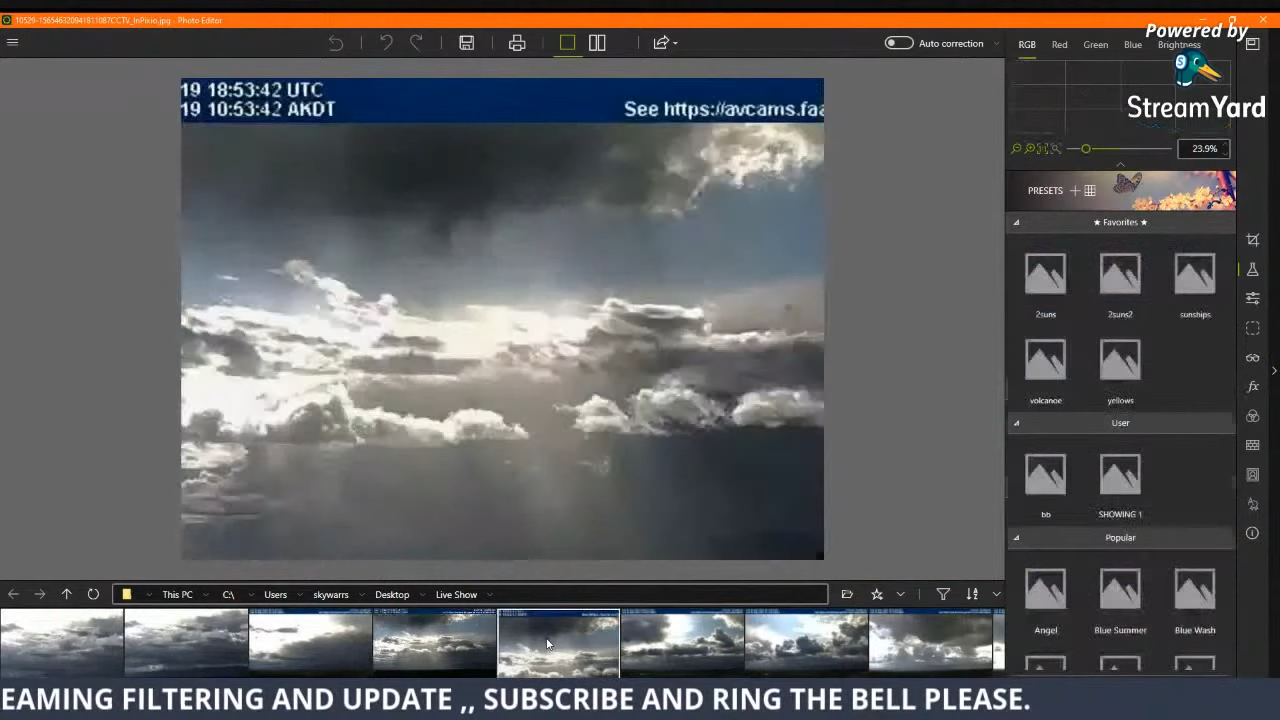 10529-1565463209418110B7CCTV_InPixio.jpg - Photo Editor
Powered by
StreamYard
Auto correction
RGB
Red
Green
Blue
Brightness
23.9%
19 18:53:42 UTC
19 10:53:42 AKDT
See https://avcams.faa
PRESETS
★ Favorites ★
2suns
2suns2
sunships
volcanoe
yellows
User
bb
SHOWING 1
Popular
Angel
Blue Summer
Blue Wash
This PC
C:\
Users
skywarrs
Desktop
Live Show
EAMING FILTERING AND UPDATE ,, SUBSCRIBE AND RING THE BELL PLEASE.